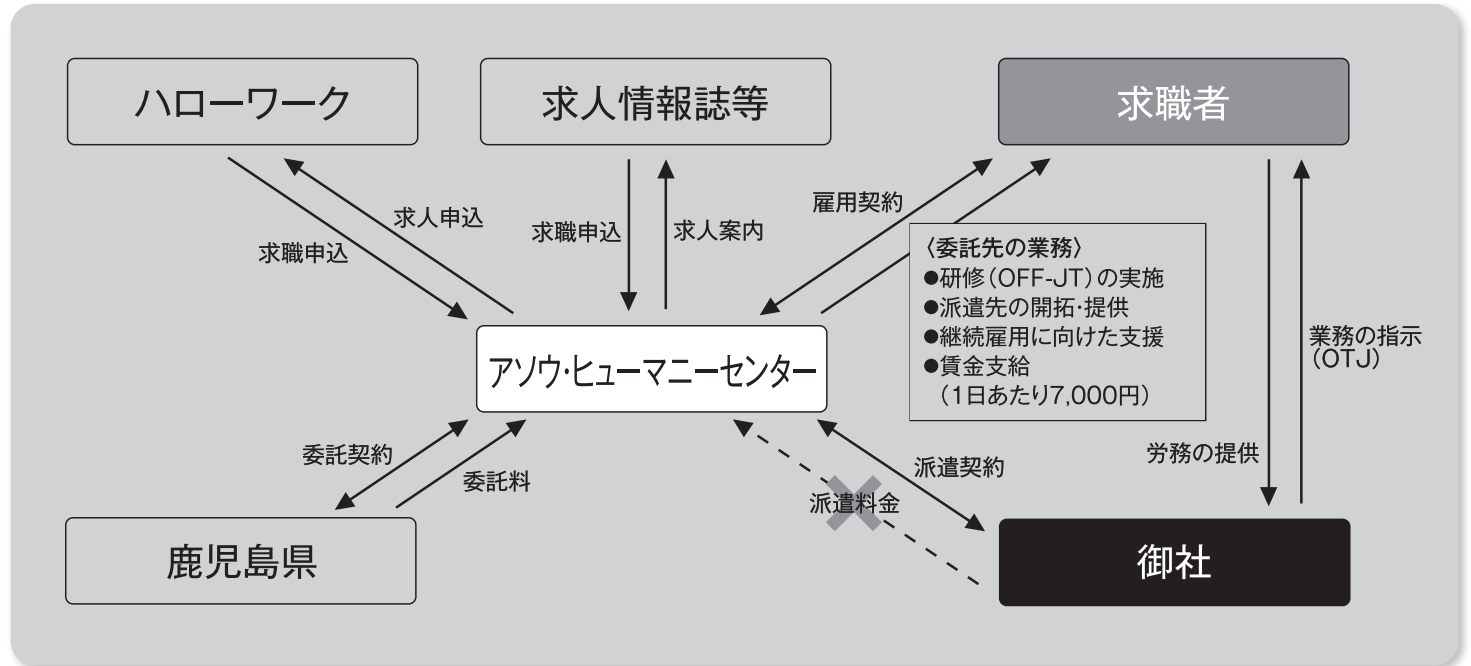 ハローワーク
求人情報誌等
求職者
求人申込
求職申込
求職申込
求人案内
雇用契約
〈委託先の業務〉
●研修（OFF-JT）の実施
●派遣先の開拓・提供
●継続雇用に向けた支援
●賃金支給
（1日あたり7,000円）
業務の指示
（OTJ）
アソウ・ヒューマニーセンター
委託契約
委託料
派遣契約
派遣料金
労務の提供
鹿児島県
御社